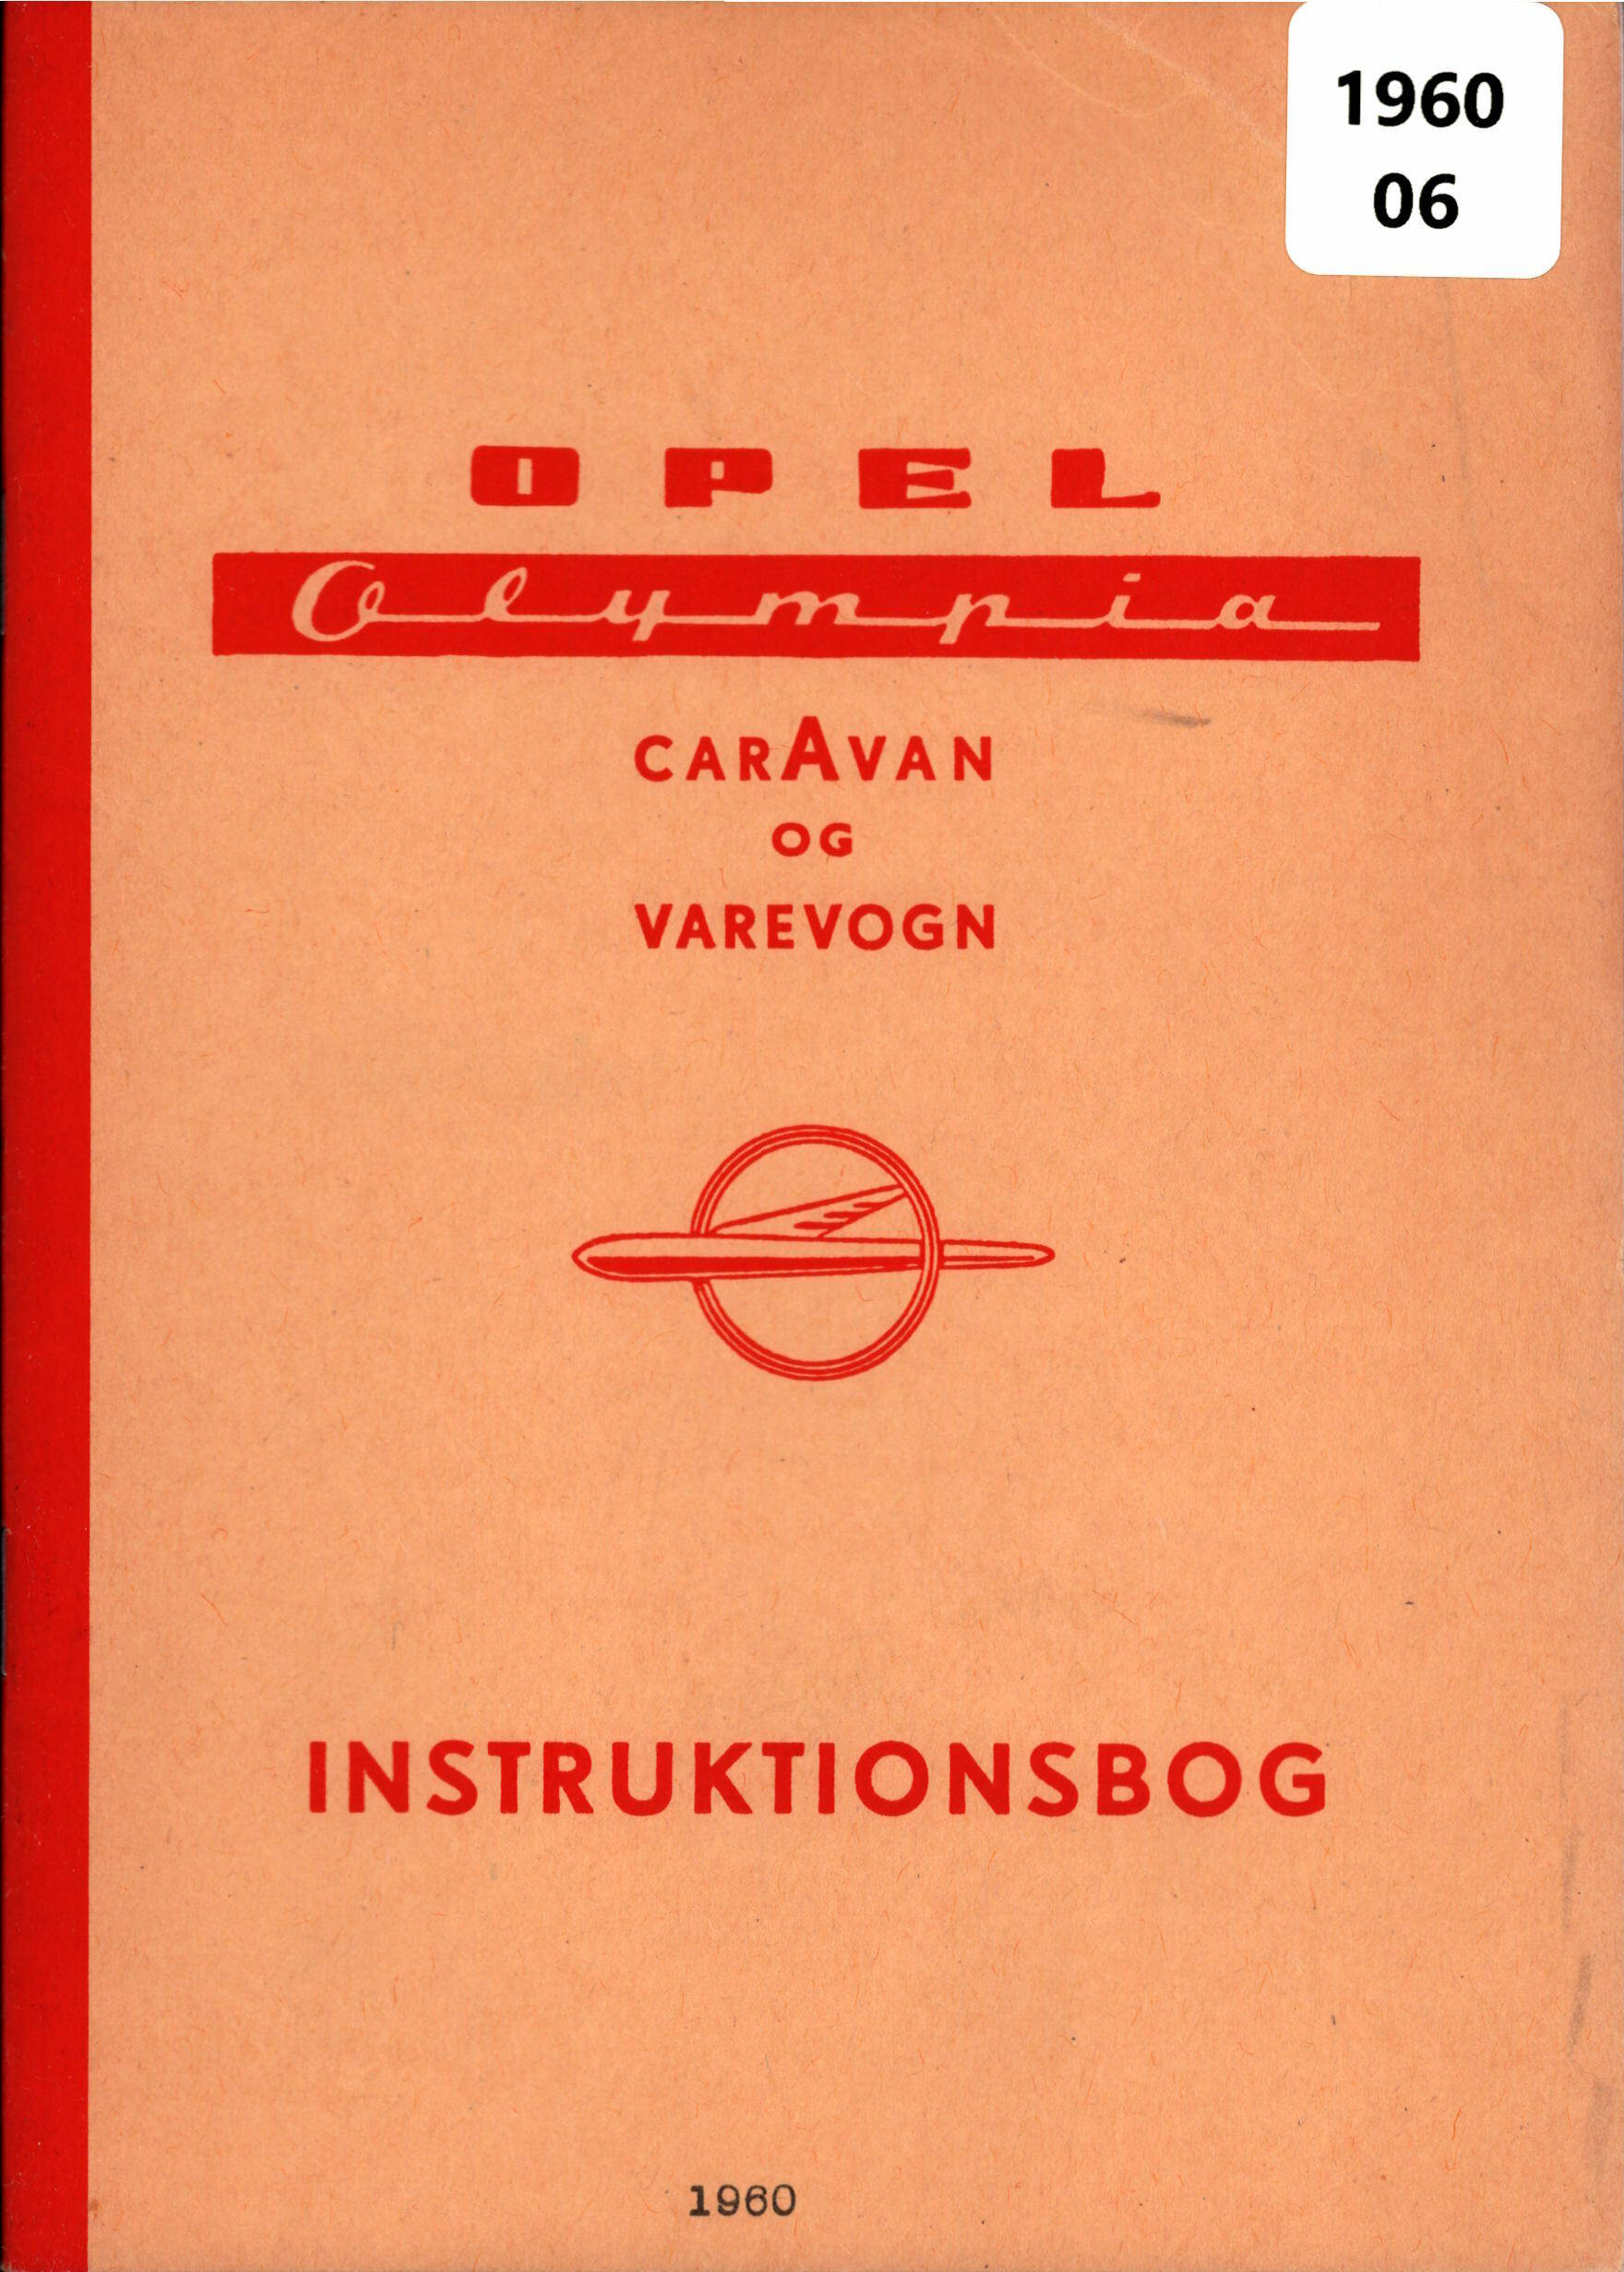 1960
06
OPEL
Olympia
CARAVAN
OG
VAREVOGN
INSTRUKTIONSBOG
1960